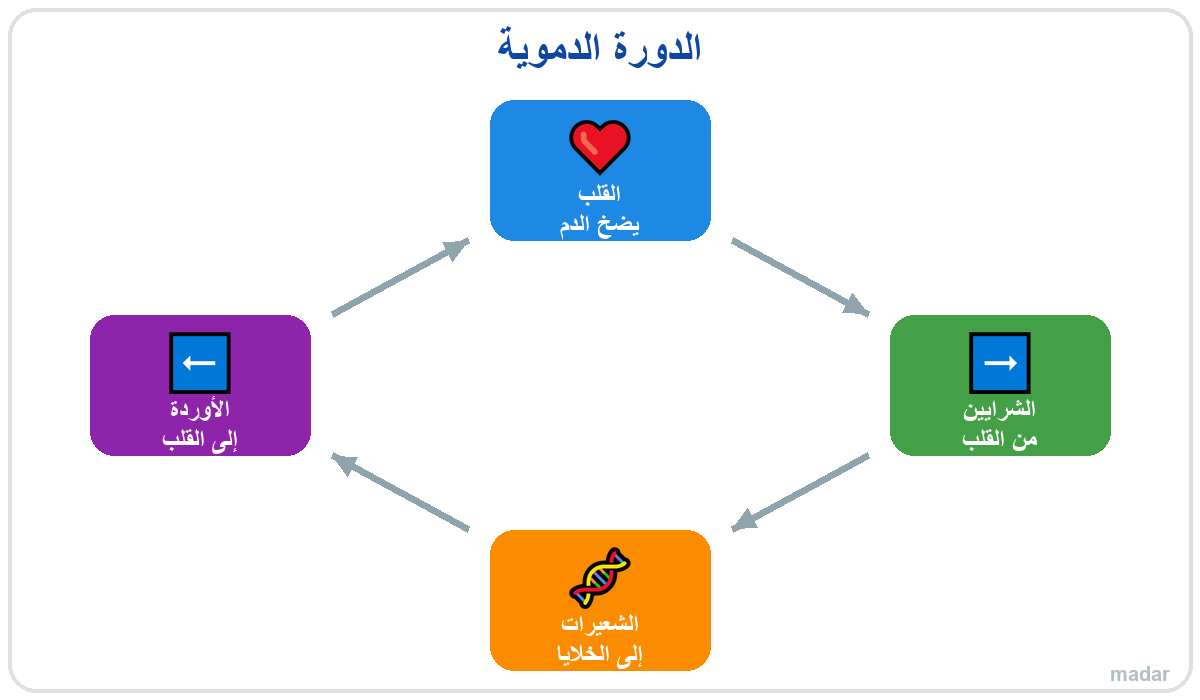 الدورة الدموية
القلب
يضخ الدم
الشرايين
من القلب
الشعيرات
إلى الخلايا
الأوردة
إلى القلب
madar